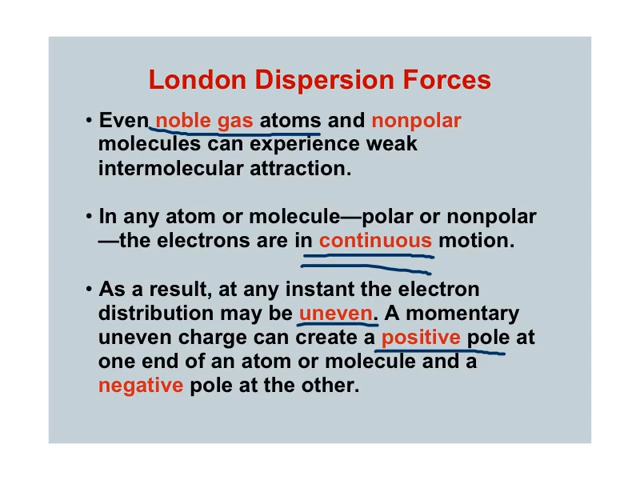 London Dispersion Forces
• Even noble gas atoms and nonpolar
molecules can experience weak
intermolecular attraction.
• In any atom or molecule—polar or nonpolar
—the electrons are in continuous motion.
• As a result, at any instant the electron
distribution may be uneven. A momentary
uneven charge can create a positive pole at
one end of an atom or molecule and a
negative pole at the other.